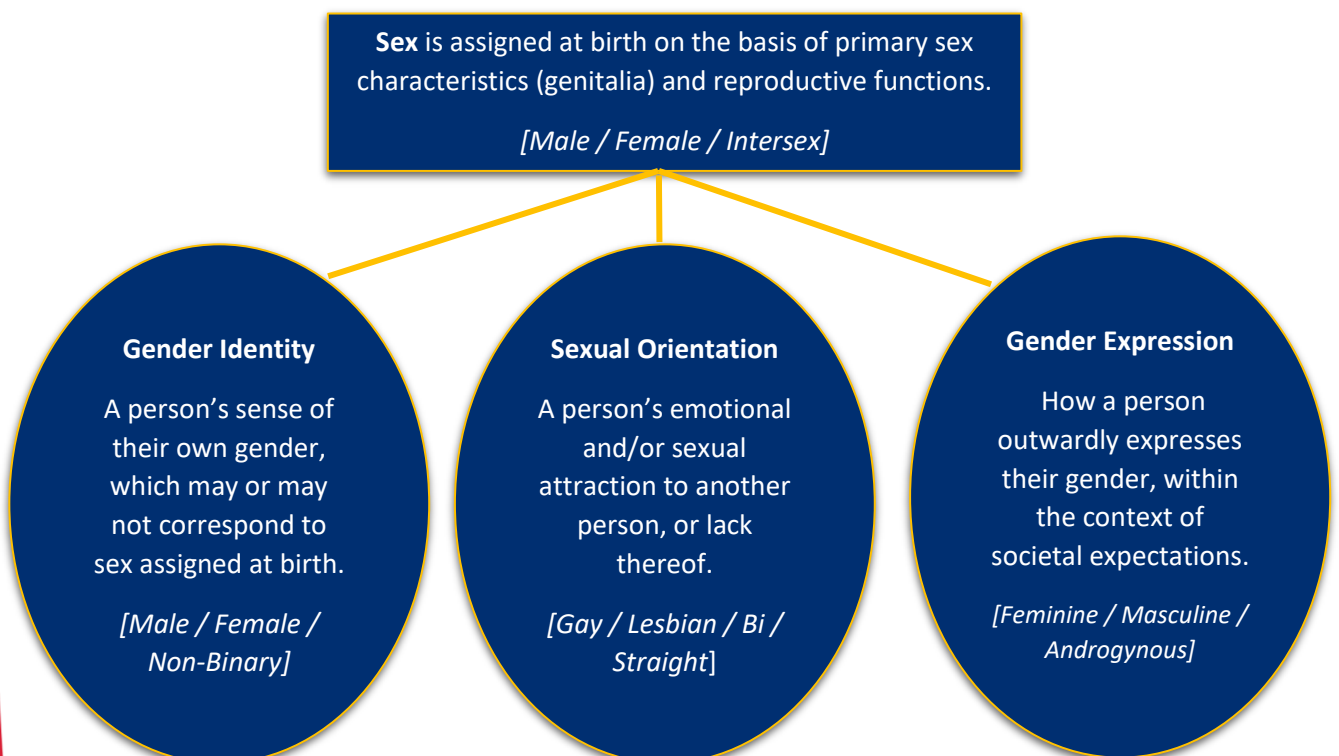 Sex is assigned at birth on the basis of primary sex
characteristics (genitalia) and reproductive functions.
[Male / Female / Intersex]
Gender Identity
A person’s sense of
their own gender,
which may or may
not correspond to
sex assigned at birth.
[Male / Female /
Non-Binary]
Sexual Orientation
A person’s emotional
and/or sexual
attraction to another
person, or lack
thereof.
[Gay / Lesbian / Bi /
Straight]
Gender Expression
How a person
outwardly expresses
their gender, within
the context of
societal expectations.
[Feminine / Masculine /
Androgynous]